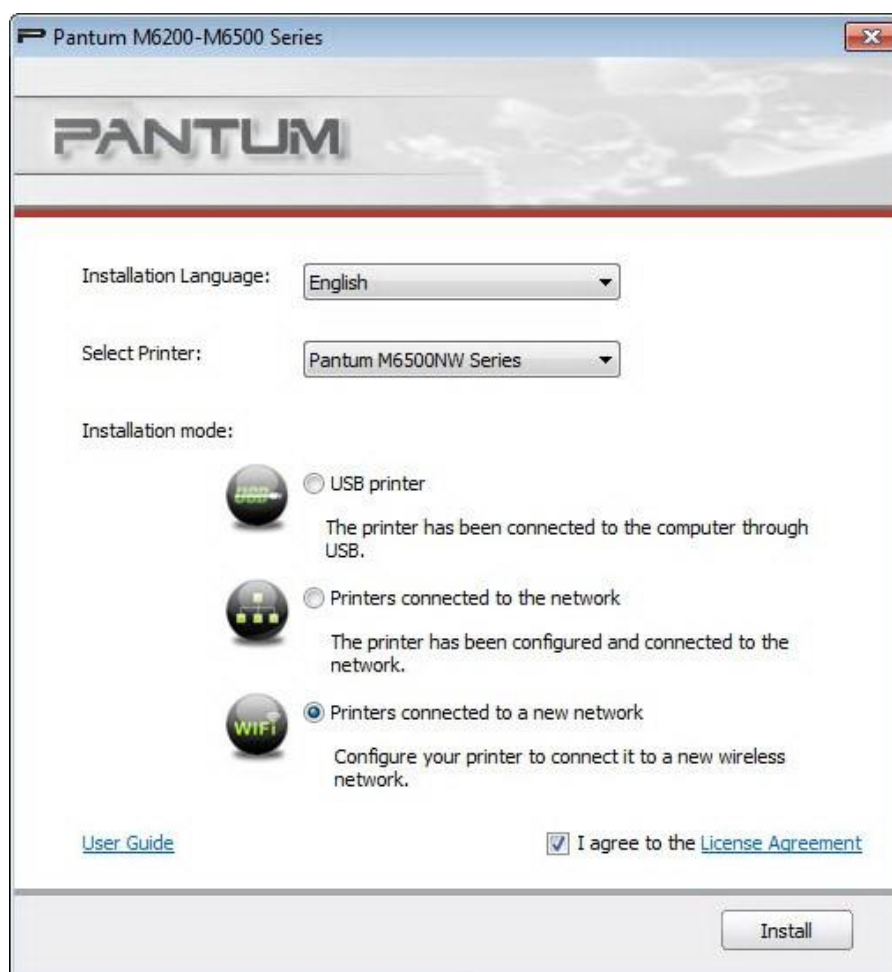 Pantum M6200-M6500 Series
PANTUM
Installation Language:
English
Select Printer:
Pantum M6500NW Series
Installation mode:
USB
USB printer
The printer has been connected to the computer through
USB.
Printers connected to the network
The printer has been configured and connected to the
network.
WIFI
Printers connected to a new network
Configure your printer to connect it to a new wireless
network.
User Guide
I agree to the License Agreement
Install